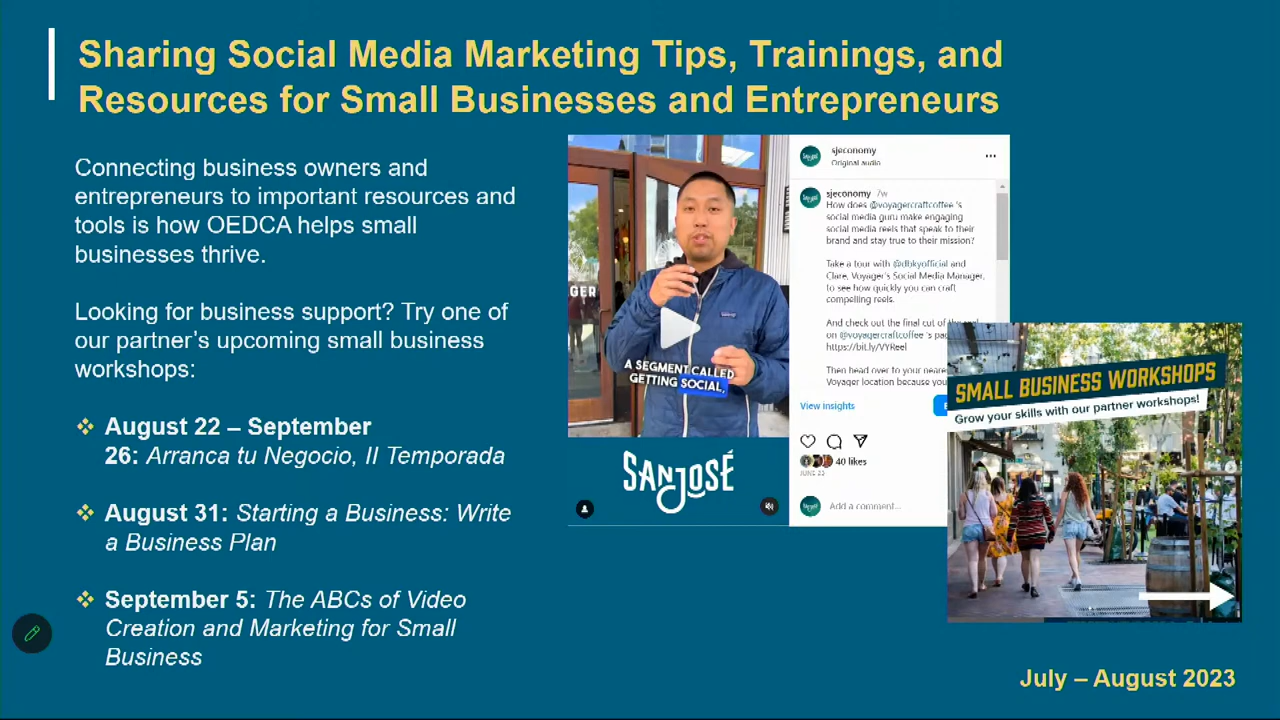 Sharing Social Media Marketing Tips, Trainings, and
Resources for Small Businesses and Entrepreneurs
Connecting business owners and
entrepreneurs to important resources and
tools is how OEDCA helps small
businesses thrive.
Looking for business support? Try one of
our partner’s upcoming small business
workshops:
❖ August 22 – September
26: Arranca tu Negocio, II Temporada
❖ August 31: Starting a Business: Write
a Business Plan
❖ September 5: The ABCs of Video
Creation and Marketing for Small
Business
GER
A SEGMENT CALLED
GETTING SOCIAL,
SAN JOSÉ
sjeconomy
Original audio
sjeconomy 7w
How does @voyagercraftcoffee 's
social media guru make engaging
social media reels that speak to their
brand and stay true to their mission?
Take a tour with @dbkyofficial and
Clare, Voyager's Social Media Manager,
to see how quickly you can craft
compelling reels.
And check out the final cut of the
on @voyagercraftcoffee 's
https://bit.ly/VYReel
Then head over to your
Voyager location because
View Insights
40 likes
Add a comment...
SMALL BUSINESS WORKSHOPS
Grow your skills with our partner workshops!
July – August 2023